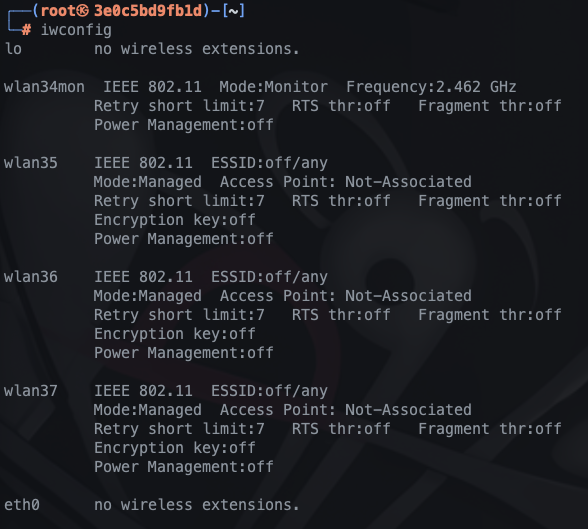 ┌──(root㉿3e0c5bd9fb1d)-[~]
└─# iwconfig
lo        no wireless extensions.

wlan34mon  IEEE 802.11  Mode:Monitor  Frequency:2.462 GHz
          Retry short limit:7   RTS thr:off   Fragment thr:off
          Power Management:off

wlan35    IEEE 802.11  ESSID:off/any
          Mode:Managed  Access Point: Not-Associated
          Retry short limit:7   RTS thr:off   Fragment thr:off
          Encryption key:off
          Power Management:off

wlan36    IEEE 802.11  ESSID:off/any
          Mode:Managed  Access Point: Not-Associated
          Retry short limit:7   RTS thr:off   Fragment thr:off
          Encryption key:off
          Power Management:off

wlan37    IEEE 802.11  ESSID:off/any
          Mode:Managed  Access Point: Not-Associated
          Retry short limit:7   RTS thr:off   Fragment thr:off
          Encryption key:off
          Power Management:off

eth0      no wireless extensions.